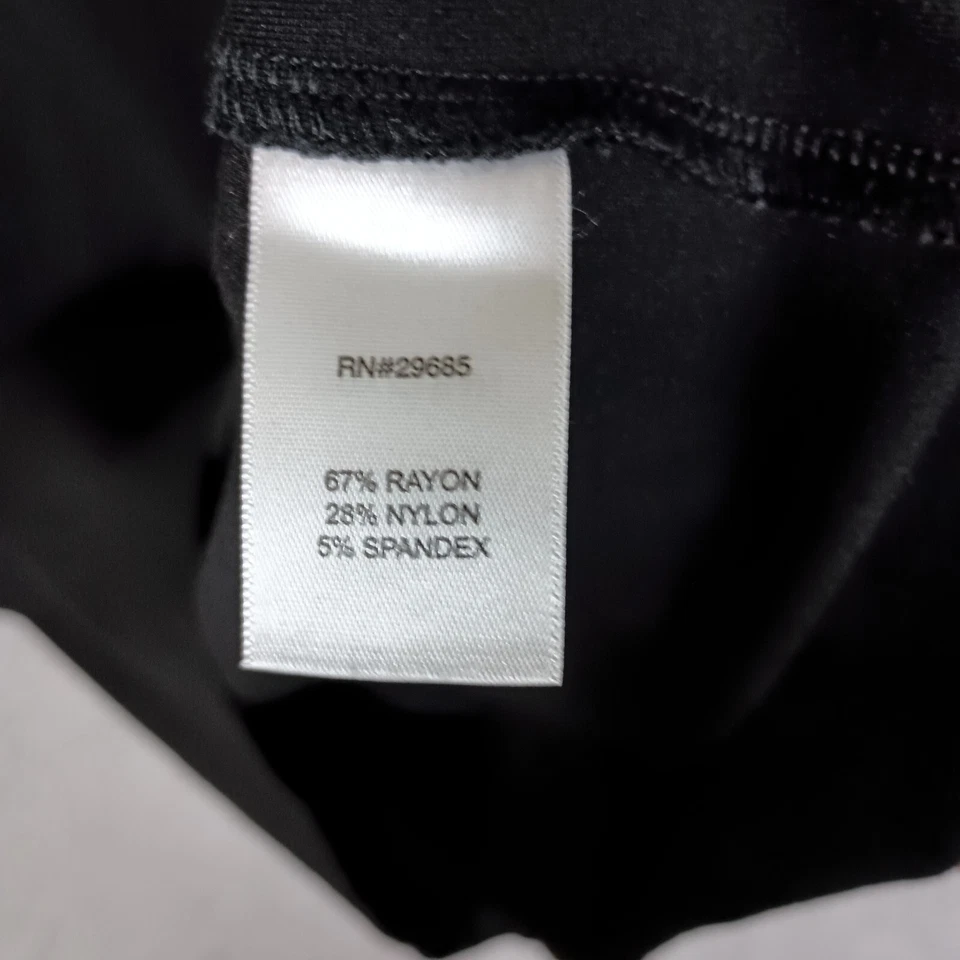 RN#29685
67% RAYON
28% NYLON
5% SPANDEX